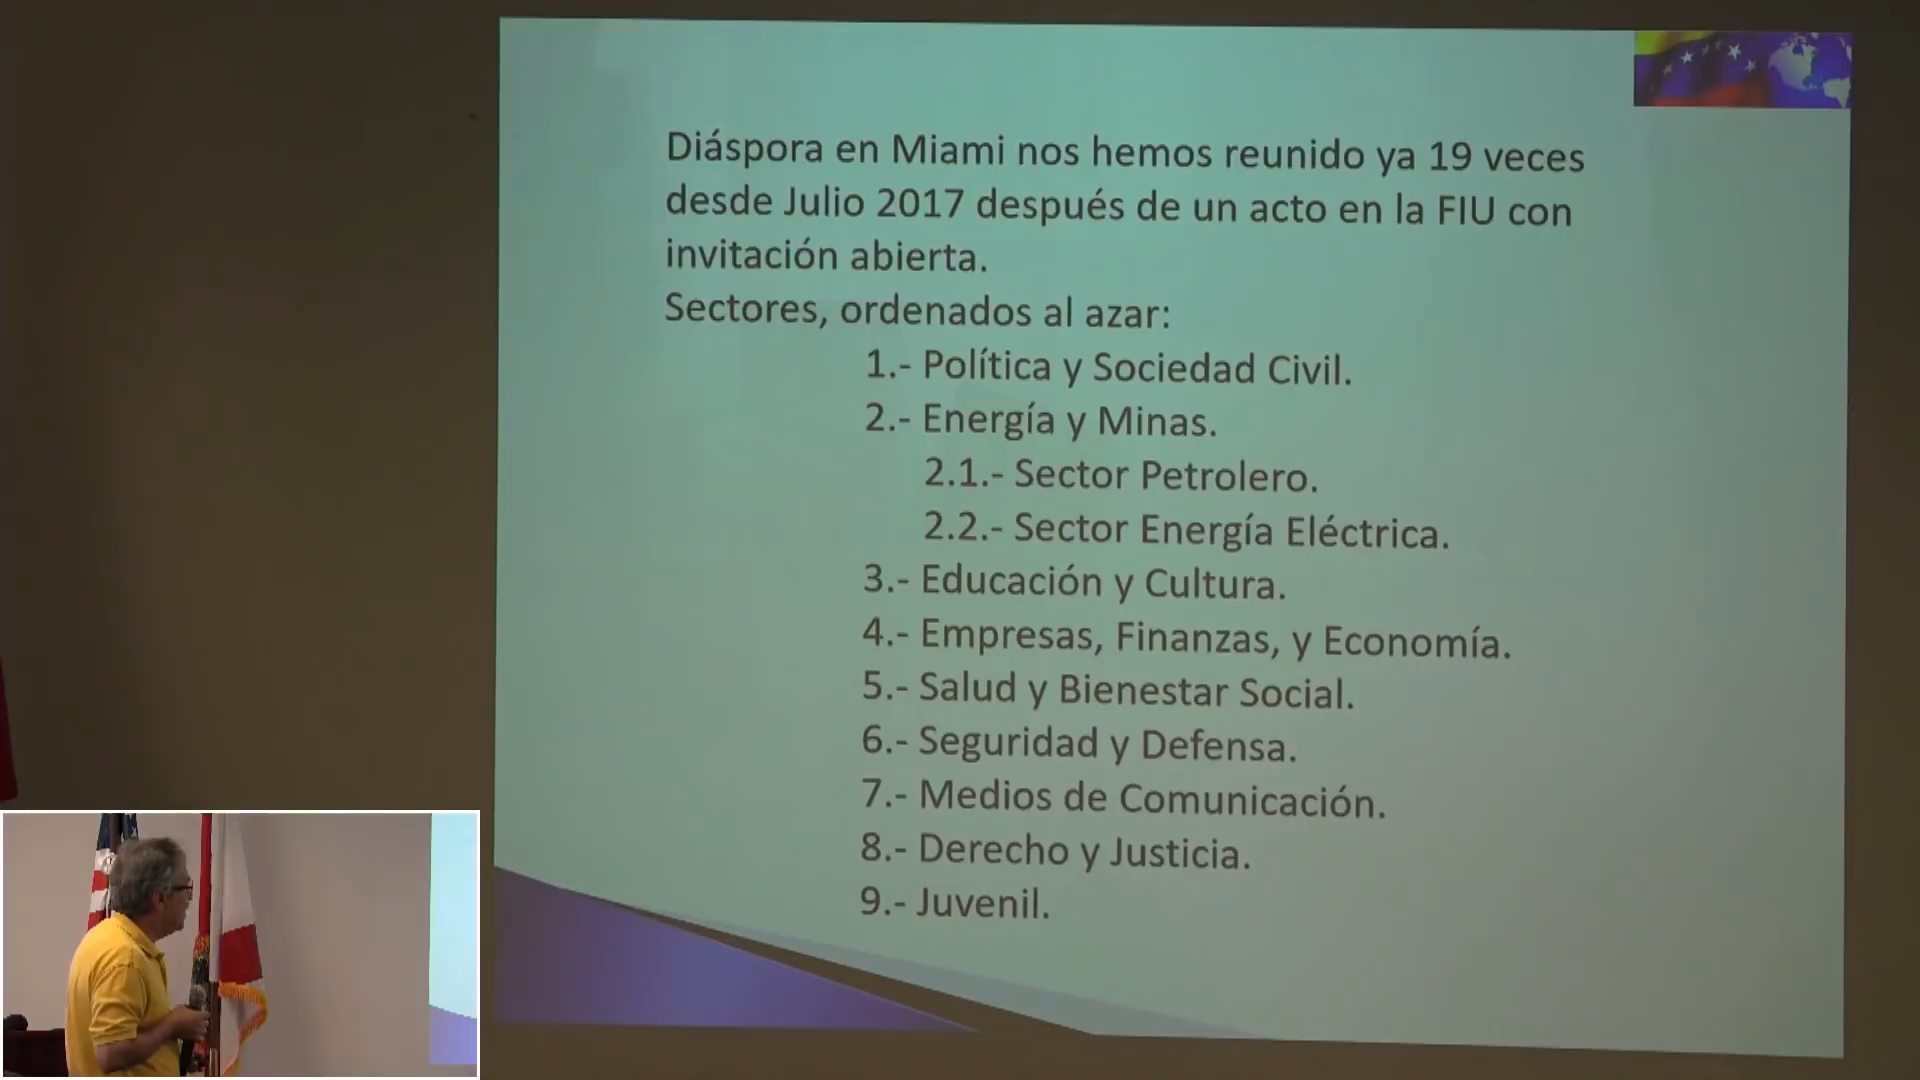 Diáspora en Miami nos hemos reunido ya 19 veces
desde Julio 2017 después de un acto en la FIU con
invitación abierta.
Sectores, ordenados al azar:
1.- Política y Sociedad Civil.
2.- Energía y Minas.
2.1.- Sector Petrolero.
2.2.- Sector Energía Eléctrica.
3.- Educación y Cultura.
4.- Empresas, Finanzas, y Economía.
5.- Salud y Bienestar Social.
6.- Seguridad y Defensa.
7.- Medios de Comunicación.
8.- Derecho y Justicia.
9.- Juvenil.